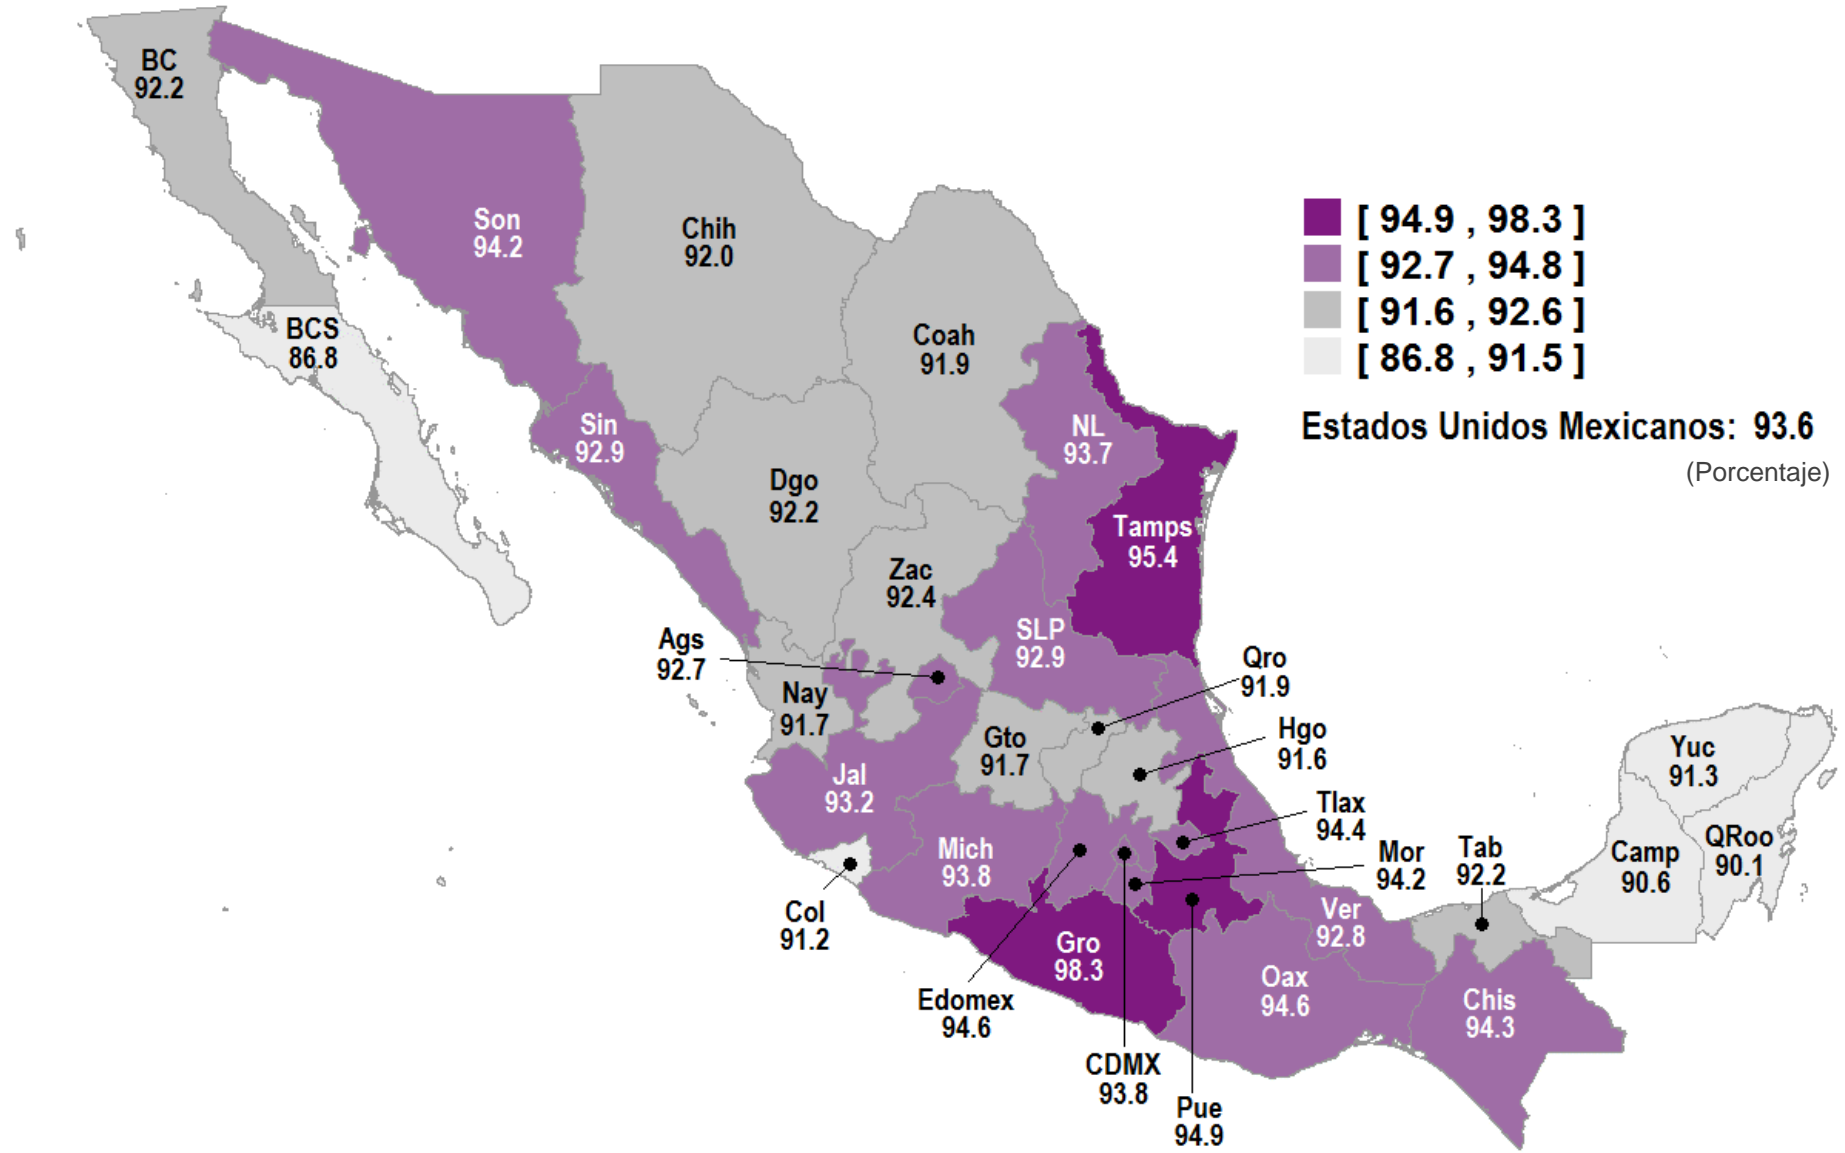 BC
92.2
Son
94.2
Chih
92.0
BCS
86.8
Coah
91.9
[ 94.9 , 98.3 ]
[ 92.7 , 94.8 ]
[ 91.6 , 92.6 ]
[ 86.8 , 91.5 ]
Estados Unidos Mexicanos: 93.6
(Porcentaje)
Sin
92.9
NL
93.7
Dgo
92.2
Tamps
95.4
Zac
92.4
SLP
92.9
Ags
92.7
Nay
91.7
Qro
91.9
Gto
91.7
Hgo
91.6
Jal
93.2
Tlax
94.4
Yuc
91.3
Mich
93.8
Mor
94.2
Tab
92.2
Camp
90.6
QRoo
90.1
Col
91.2
Ver
92.8
Gro
98.3
Oax
94.6
Chis
94.3
Edomex
94.6
CDMX
93.8
Pue
94.9